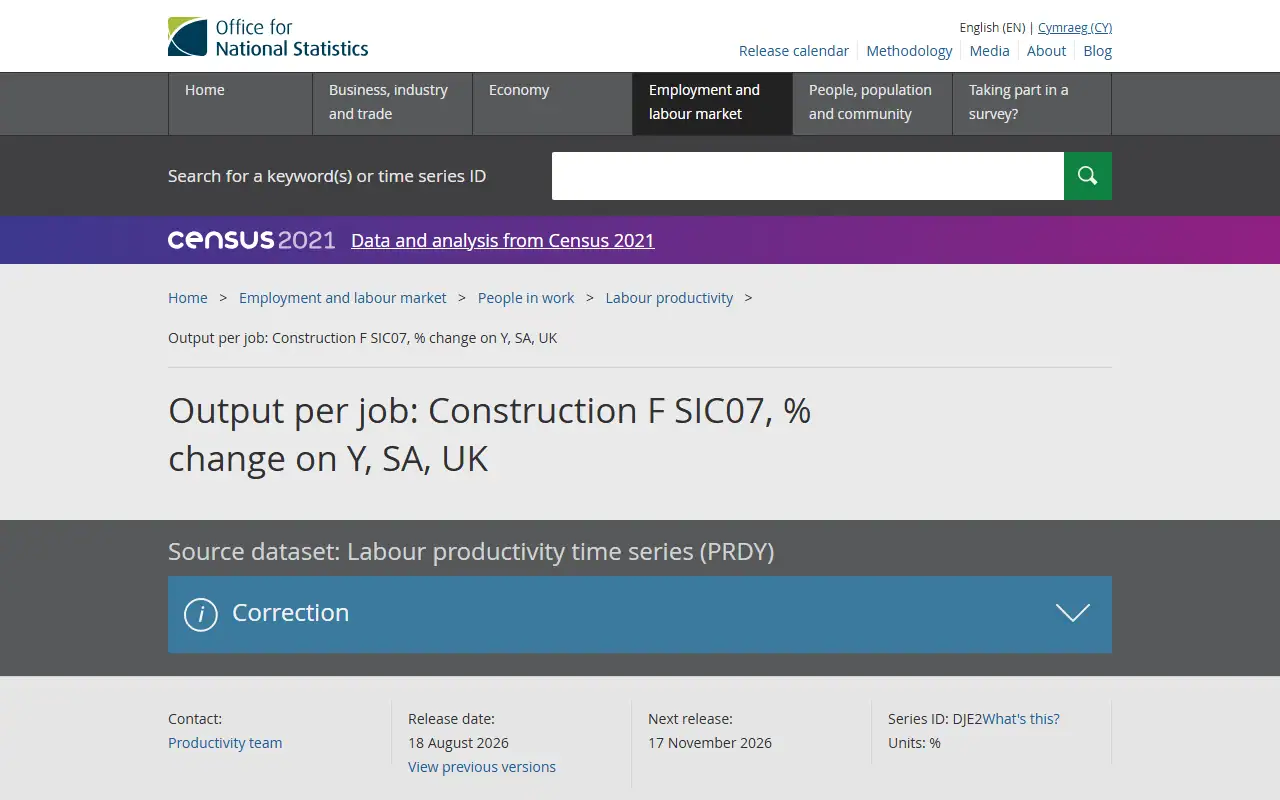 Office for
National Statistics
English (EN) | Cymraeg (CY)
Release calendar
Methodology
Media
About
Blog
Home
Business, industry
and trade
Economy
Employment and
labour market
People, population
and community
Taking part in a
survey?
Search for a keyword(s) or time series ID
census 2021
Data and analysis from Census 2021
Home > Employment and labour market > People in work > Labour productivity >
Output per job: Construction F SIC07, % change on Y, SA, UK
Output per job: Construction F SIC07, %
change on Y, SA, UK
Source dataset: Labour productivity time series (PRDY)
i Correction
Contact:
Productivity team
Release date:
18 August 2026
View previous versions
Next release:
17 November 2026
Series ID: DJE2What's this?
Units: %